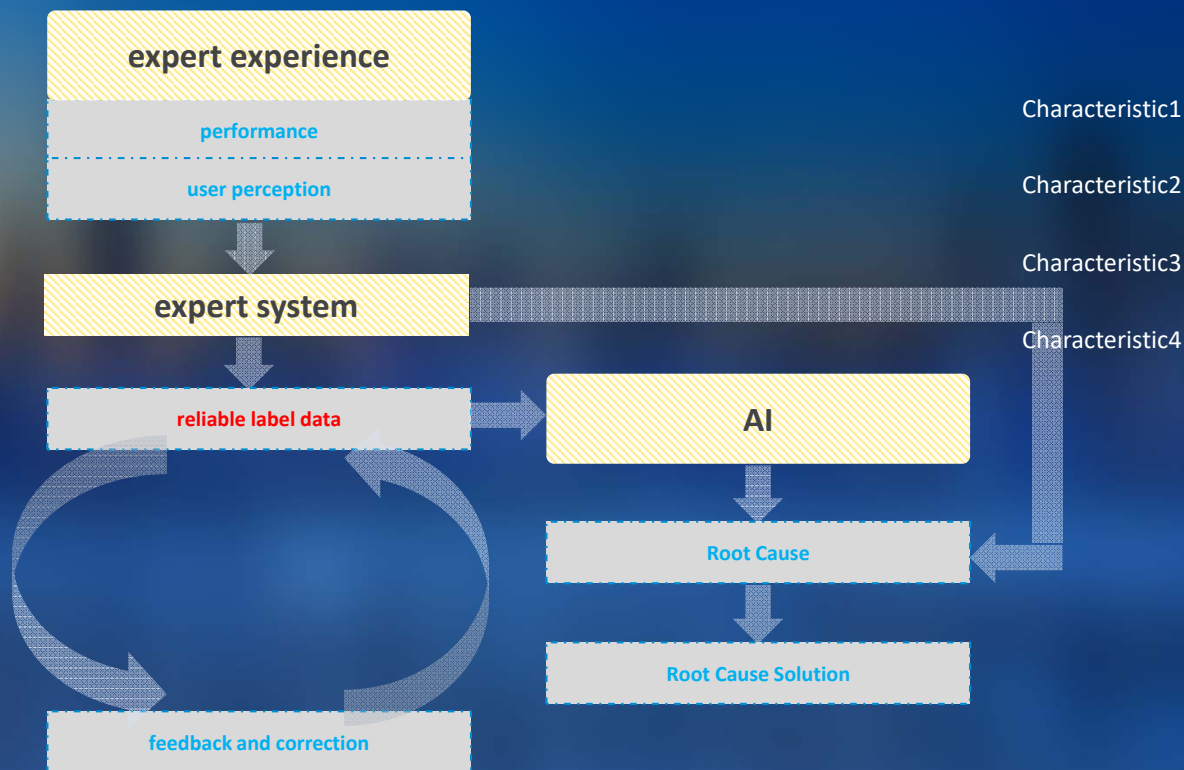 expert experience
performance
user perception
expert system
reliable label data
feedback and correction
AI
Root Cause
Root Cause Solution
Characteristic1
Characteristic2
Characteristic3
Characteristic4